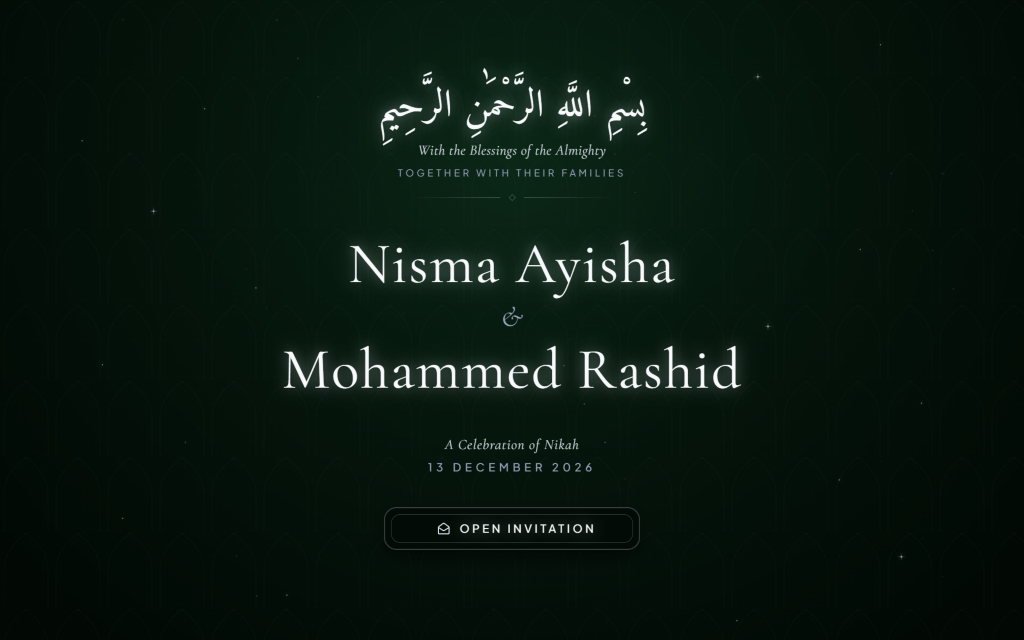 بِسْمِ اللَّهِ الرَّحْمَٰنِ الرَّحِيمِ
With the Blessings of the Almighty
TOGETHER WITH THEIR FAMILIES
Nisma Ayisha
&
Mohammed Rashid
A Celebration of Nikah
13 DECEMBER 2026
OPEN INVITATION